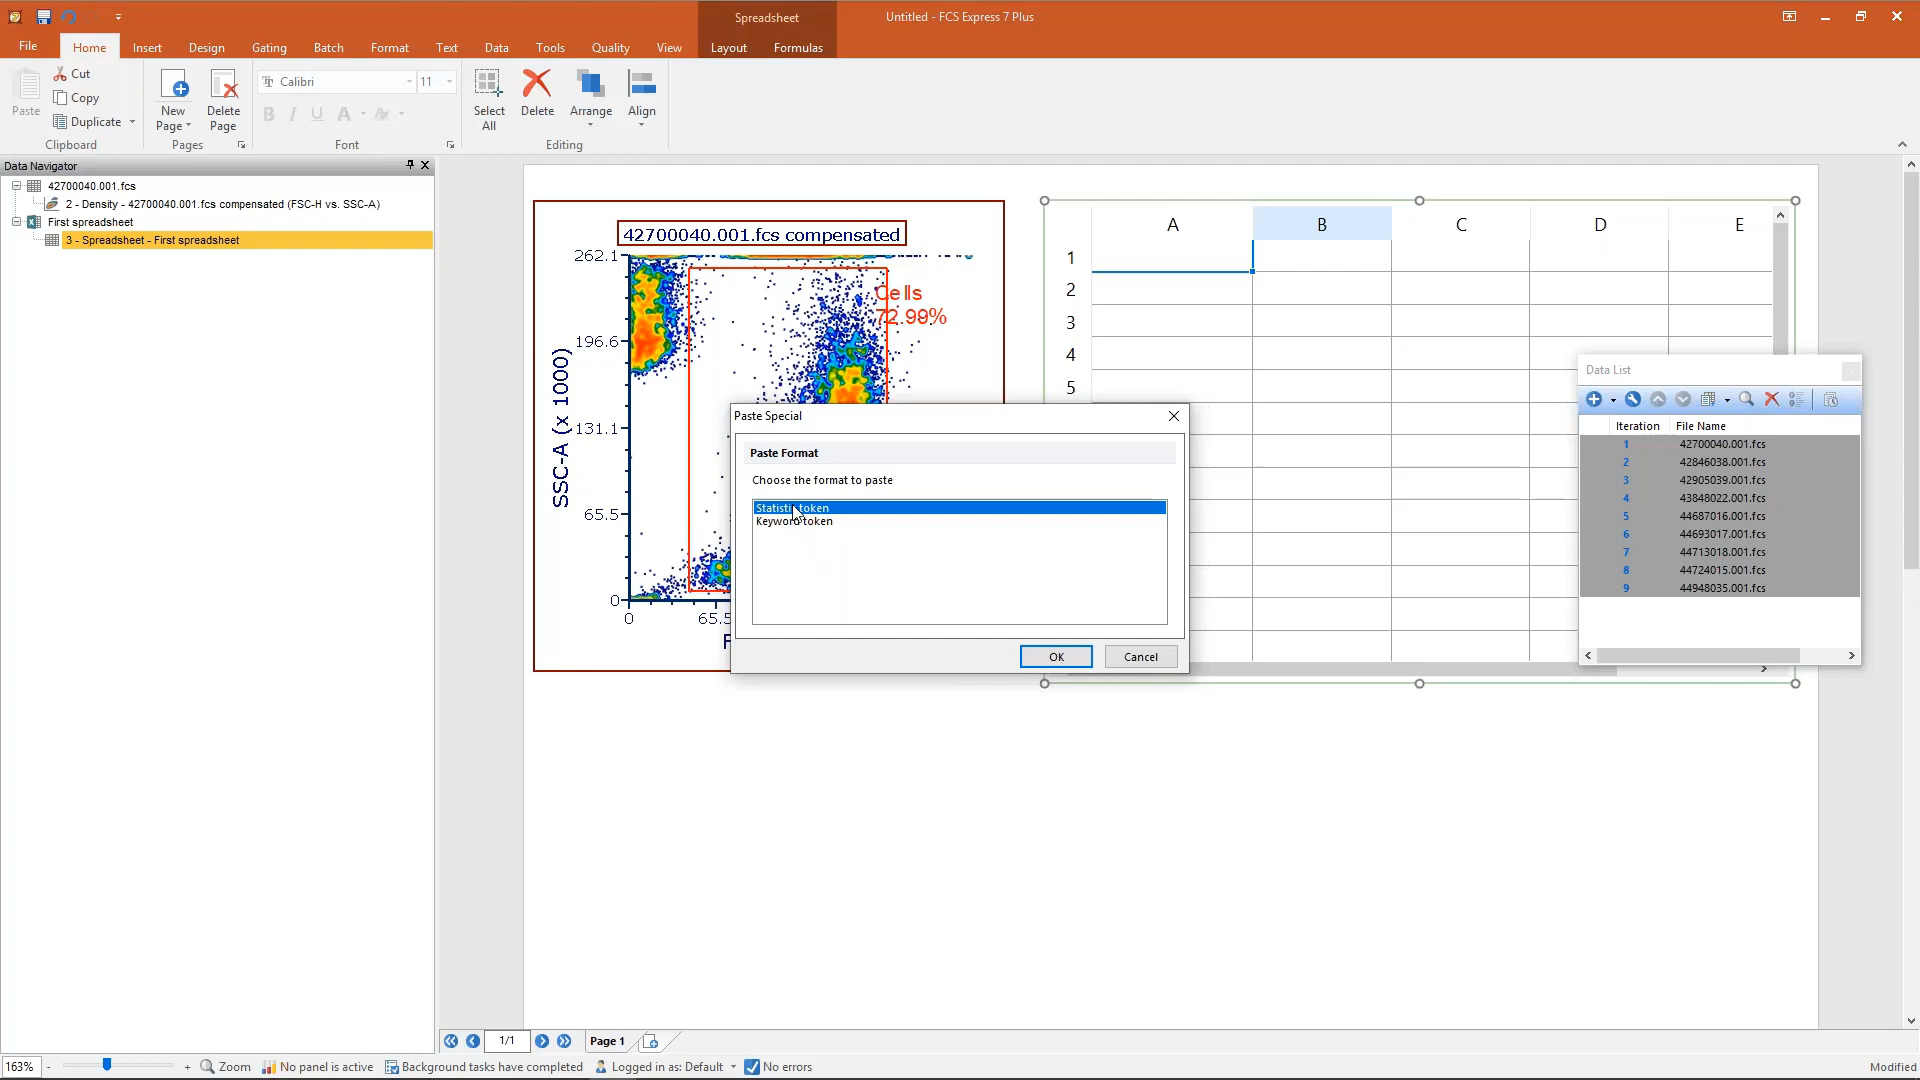 Spreadsheet
Untitled - FCS Express 7 Plus
File
Home
Insert
Design
Gating
Batch
Format
Text
Data
Tools
Quality
View
Layout
Formulas
Paste
Cut
Copy
Duplicate
Clipboard
New Page
Delete Page
Pages
Calibri
11
B I U A
Font
Select All
Delete
Arrange
Align
Editing
Data Navigator
42700040.001.fcs
2 - Density - 42700040.001.fcs compensated (FSC-H vs. SSC-A)
First spreadsheet
3 - Spreadsheet - First spreadsheet
42700040.001.fcs compensated
262.1
196.6
131.1
65.5
0
SSC-A (x 1000)
Cells
72.99%
0
65.5
A B C D E
1
2
3
4
5
Paste Special
Paste Format
Choose the format to paste
Statistic token
Keyword token
OK
Cancel
Data List
Iteration File Name
1 42700040.001.fcs
2 42846038.001.fcs
3 42905039.001.fcs
4 43848022.001.fcs
5 44687016.001.fcs
6 44693017.001.fcs
7 44713018.001.fcs
8 44724015.001.fcs
9 44948035.001.fcs
1/1
Page 1
163%
- +
Zoom
No panel is active
Background tasks have completed
Logged in as: Default
No errors
Modified